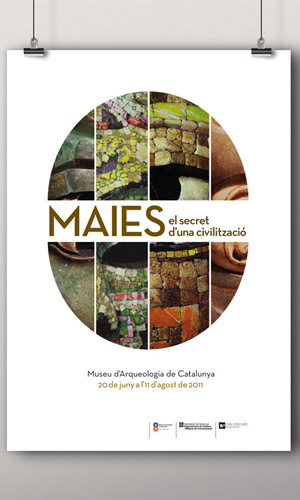 MAIES
el secret
d'una civilització
Museu d'Arqueologia de Catalunya
20 de juny a l'11 d'agost de 2011